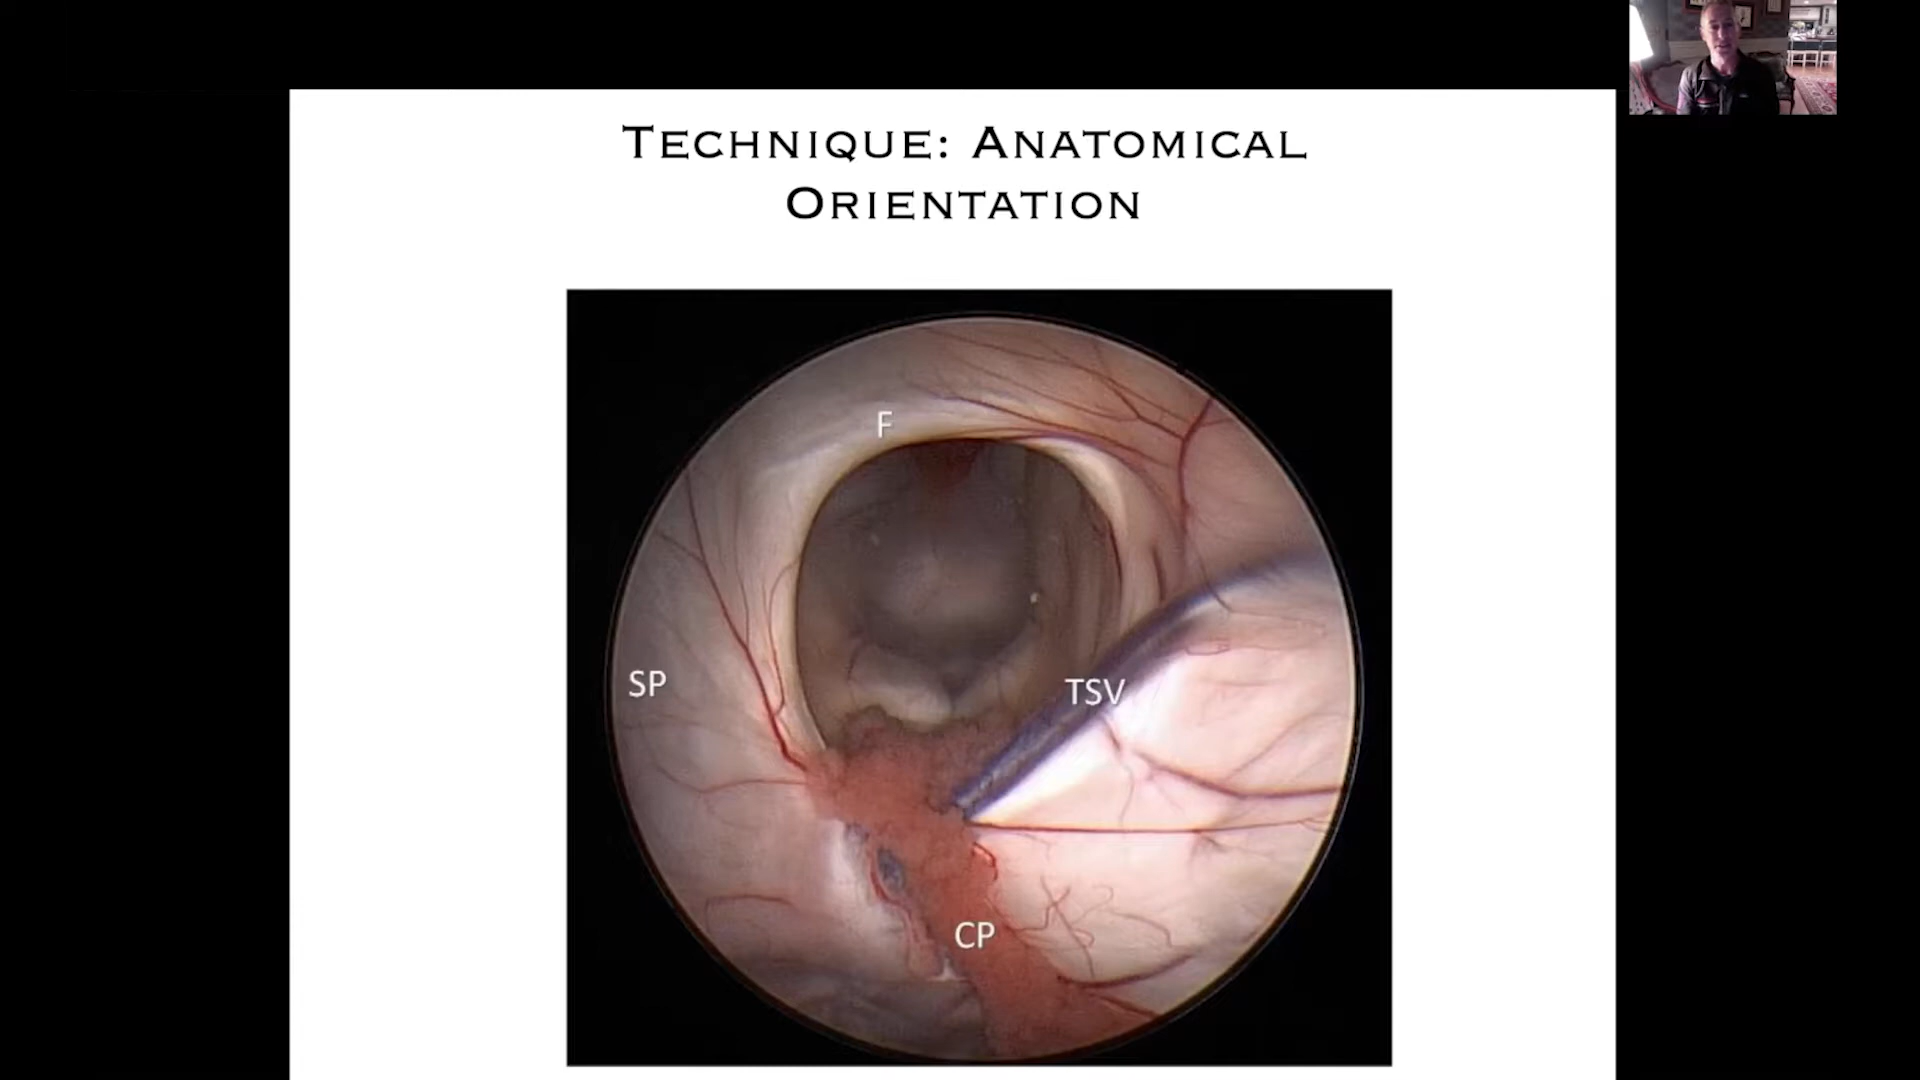 TECHNIQUE: ANATOMICAL
ORIENTATION
F
SP
TSV
CP